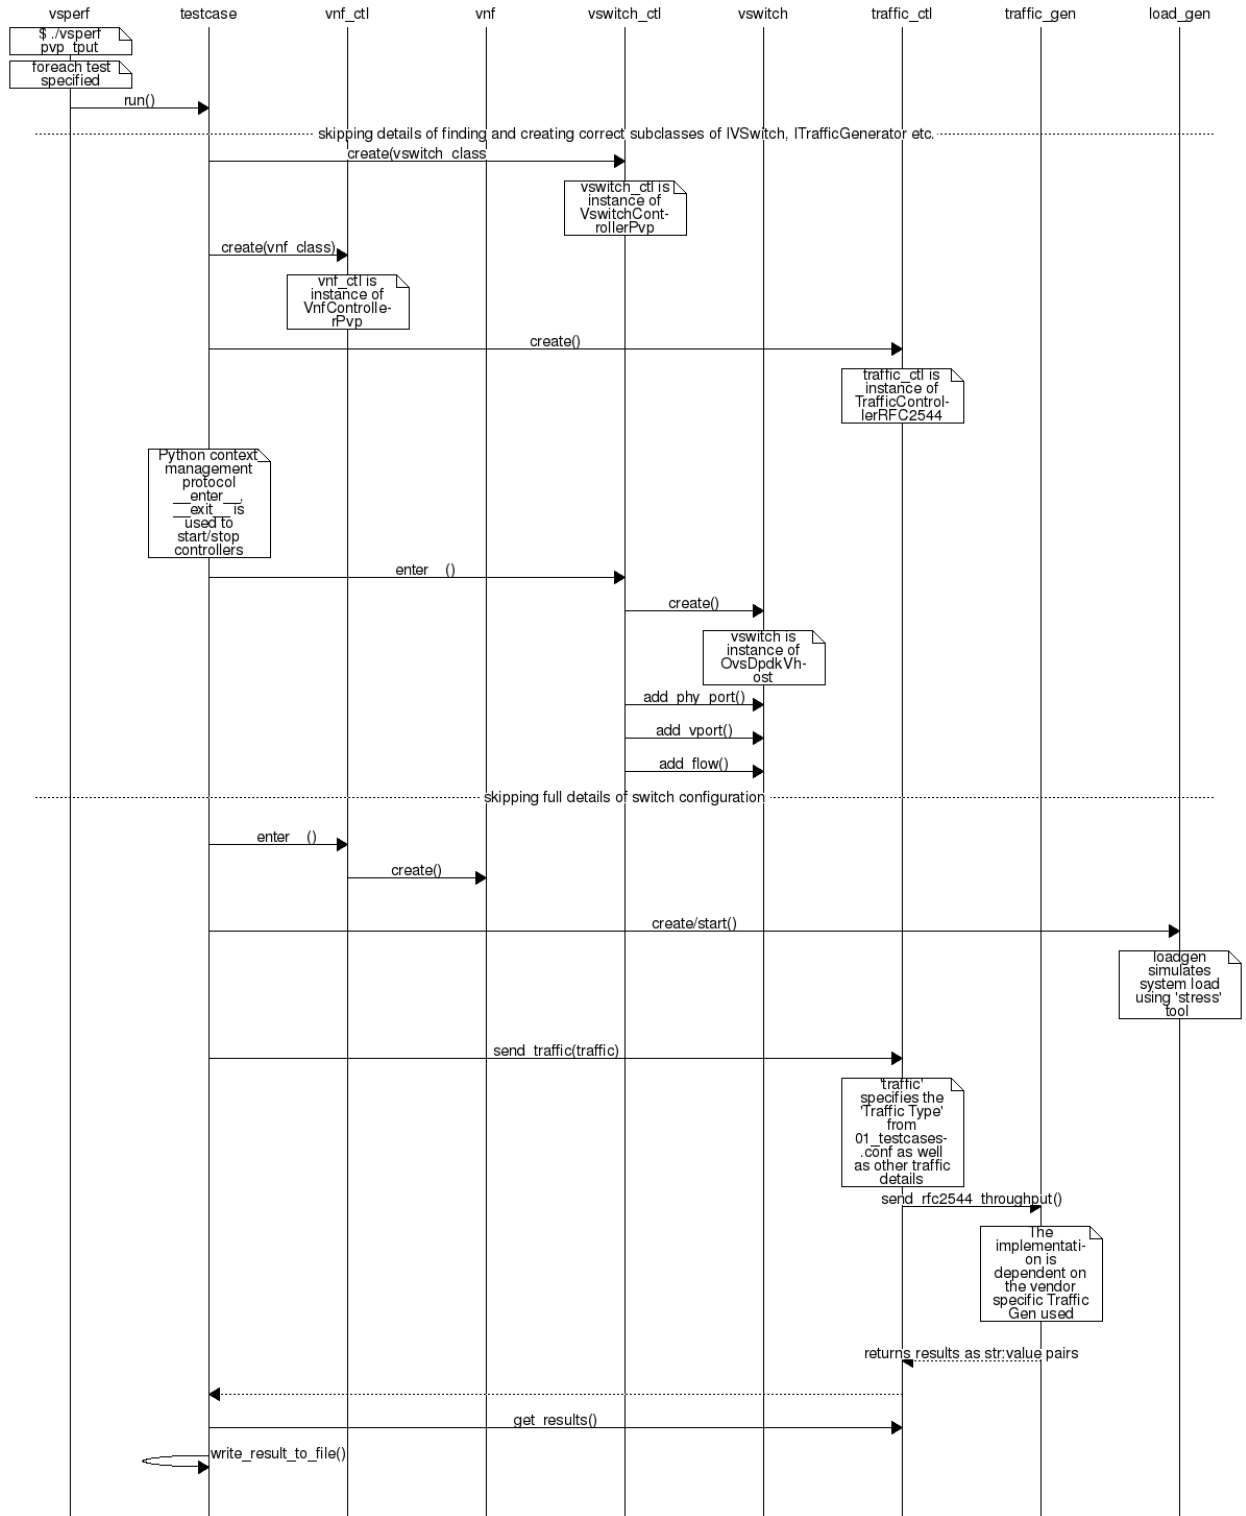 vsperf testcase vnf_ctl vnf vswitch_ctl vswitch traffic_ctl traffic_gen load_gen
$ ./vsperf
pvp_tput
foreach test
specified
run()
skipping details of finding and creating correct subclasses of IVSwitch, ITrafficGenerator etc.
create(vswitch_class
vswitch_ctl is
instance of
VswitchCont-
rollerPvp
create(vnf_class)
vnf_ctl is
instance of
VnfControlle-
rPvp
create()
traffic_ctl is
instance of
TrafficControl-
lerRFC2544
Python context
management
protocol
__enter__,
__exit__ is
used to
start/stop
controllers
enter__()
create()
vswitch is
instance of
OvsDpdkVh-
ost
add_phy_port()
add_vport()
add_flow()
skipping full details of switch configuration
enter__()
create()
create/start()
loadgen
simulates
system load
using 'stress'
tool
send_traffic(traffic)
'traffic'
specifies the
'Traffic Type'
from
01_testcases-
.conf as well
as other traffic
details
send_rfc2544_throughput()
The
implementati-
on is
dependent on
the vendor
specific Traffic
Gen used
returns results as str:value pairs
get_results()
write_result_to_file()